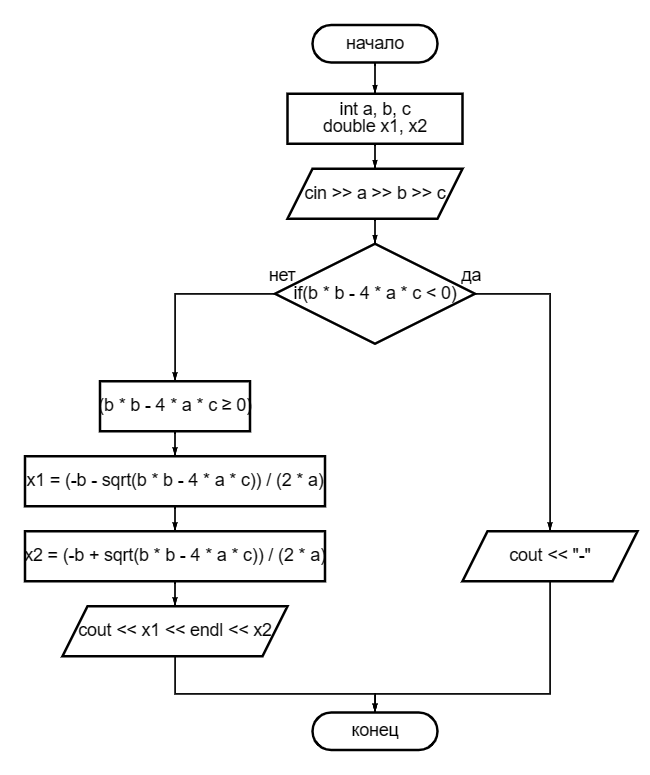 начало
int a, b, c
double x1, x2
cin >> a >> b >> c
нет
да
if(b * b - 4 * a * c < 0)
(b * b - 4 * a * c ≥ 0)
x1 = (-b - sqrt(b * b - 4 * a * c)) / (2 * a)
x2 = (-b + sqrt(b * b - 4 * a * c)) / (2 * a)
cout << "-"
cout << x1 << endl << x2
конец